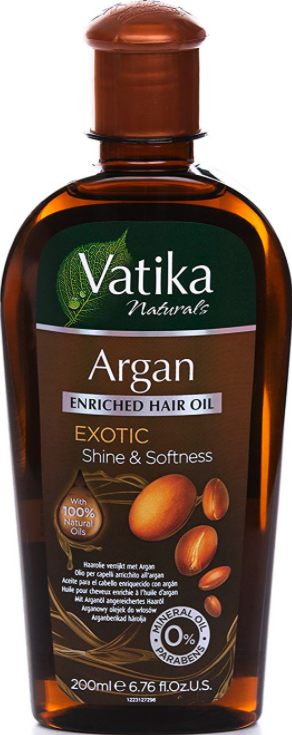 Vatika
Naturals
Argan
ENRICHED HAIR OIL
EXOTIC
Shine & Softness
With
100%
Natural
Oils
Haarolie verrijkt met Argan
Olio per capelli arricchito all'argan
Aceite para el cabello enriquecido con argán
Huile pour cheveux enrichie à l'huile d'argan
Mit Arganöl angereichertes Haaröl
Arganowy olejek do włosów
Arganberikad hårolja
MINERAL OIL
0%
PARABENS
200ml e 6.76 fl.Oz.U.S.
1223127298